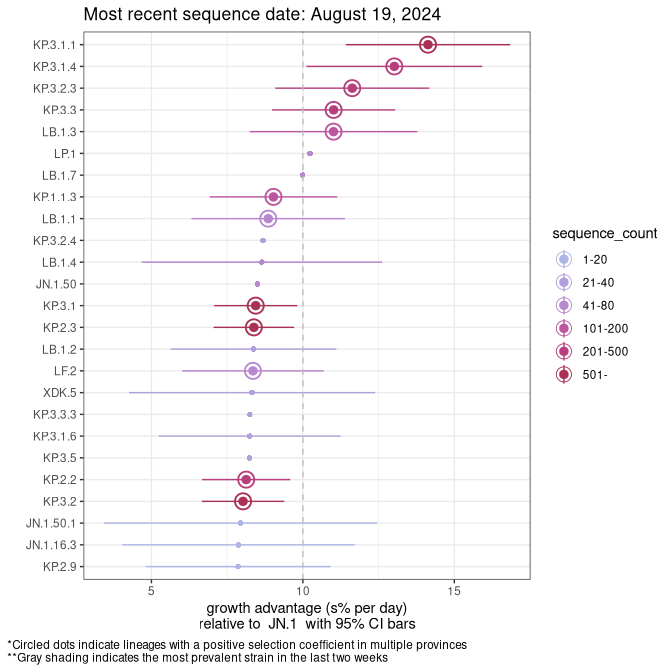 Most recent sequence date: August 19, 2024
KP.3.1.1
KP.3.1.4
KP.3.2.3
KP.3.3
LB.1.3
LP.1
LB.1.7
KP.1.1.3
LB.1.1
KP.3.2.4
LB.1.4
JN.1.50
KP.3.1
KP.2.3
LB.1.2
LF.2
XDK.5
KP.3.3.3
KP.3.1.6
KP.3.5
KP.2.2
KP.3.2
JN.1.50.1
JN.1.16.3
KP.2.9
5 10 15
growth advantage (s% per day)
relative to JN.1 with 95% CI bars
sequence_count
1-20
21-40
41-80
101-200
201-500
501-
*Circled dots indicate lineages with a positive selection coefficient in multiple provinces
**Gray shading indicates the most prevalent strain in the last two weeks